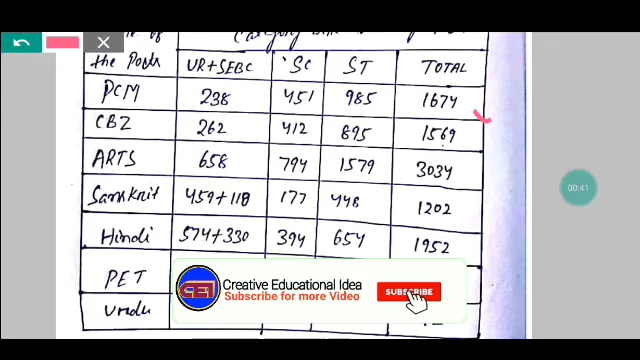 the Posts UR+SEBC SC ST TOTAL
PCM 238 451 985 1674
CBZ 262 412 895 1569
ARTS 658 794 1579 3034
Samskrit 459+118 177 448 1202
Hindi 574+330 394 654 1952
PET
Urdu
Creative Educational Idea
Subscribe for more Video
SUBSCRIBE
CEI
00:41